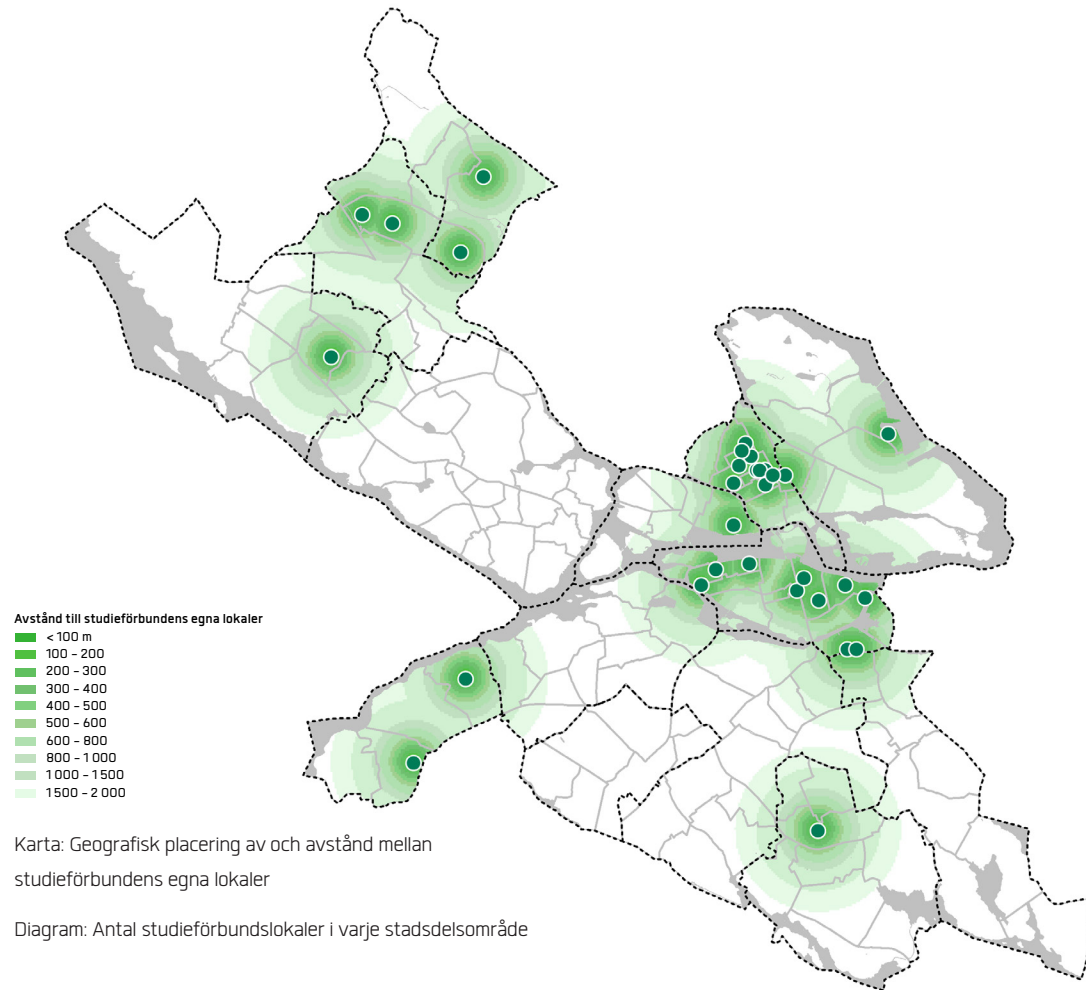 Avstånd till studieförbundens egna lokaler
< 100 m
100 - 200
200 - 300
300 - 400
400 - 500
500 - 600
600 - 800
800 - 1 000
1 000 - 1500
1 500 - 2 000
Karta: Geografisk placering av och avstånd mellan
studieförbundens egna lokaler
Diagram: Antal studieförbundslokaler i varje stadsdelsområde